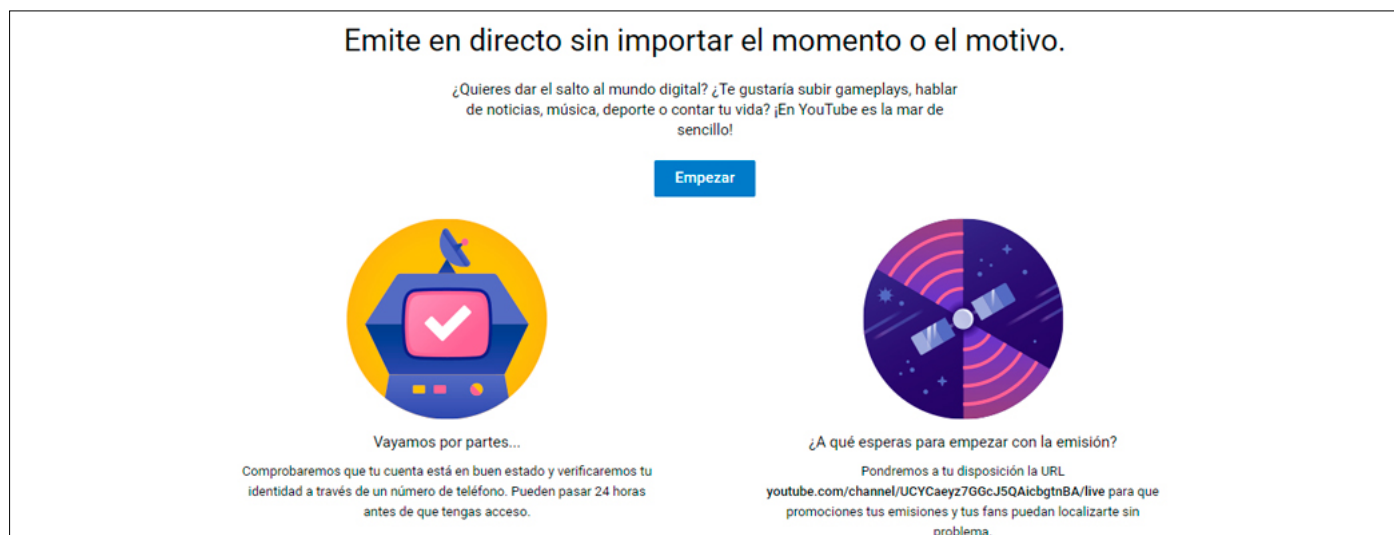 Emite en directo sin importar el momento o el motivo.
¿Quieres dar el salto al mundo digital? ¿Te gustaría subir gameplays, hablar
de noticias, música, deporte o contar tu vida? ¡En YouTube es la mar de
sencillo!
Empezar
Vayamos por partes...
Comprobaremos que tu cuenta está en buen estado y verificaremos tu
identidad a través de un número de teléfono. Pueden pasar 24 horas
antes de que tengas acceso.
¿A qué esperas para empezar con la emisión?
Pondremos a tu disposición la URL
youtube.com/channel/UCYCaeyz7GGcJ5QAicbgtnBA/live para que
promociones tus emisiones y tus fans puedan localizarte sin
problema.